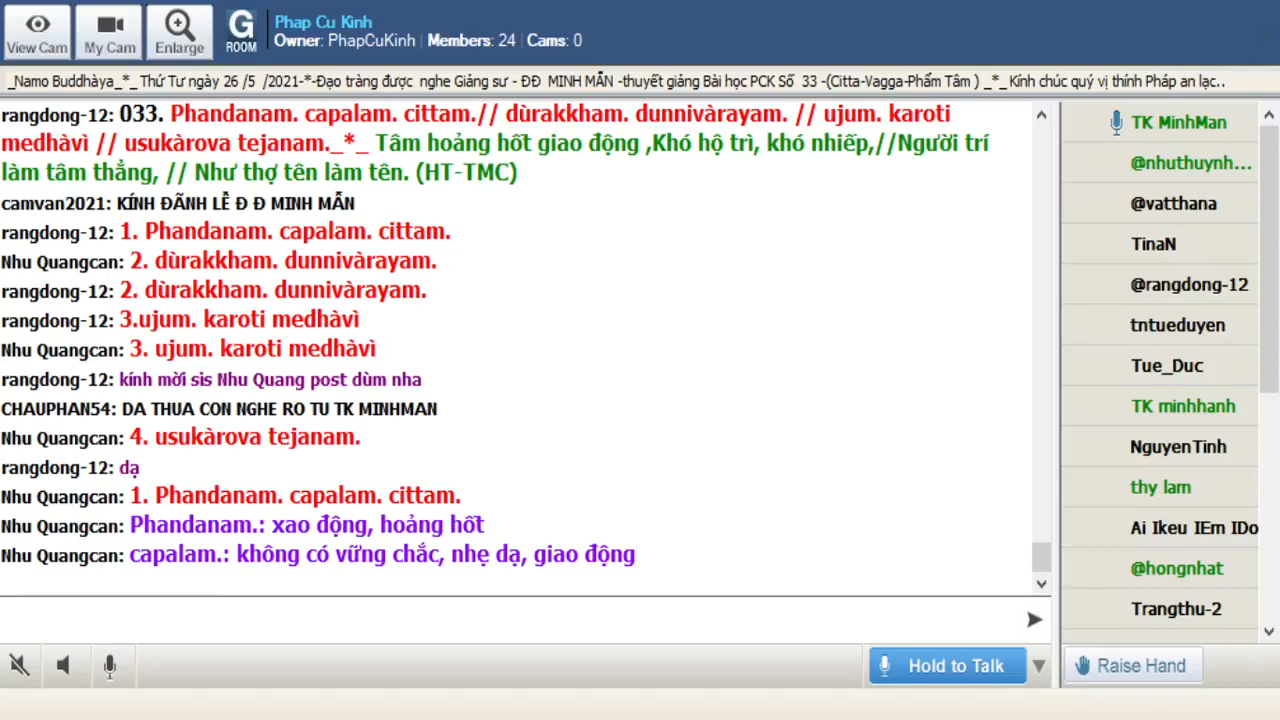 View Cam
My Cam
Enlarge
G
ROOM
Phap Cu Kinh
Owner: PhapCuKinh | Members: 24 | Cams: 0
_Namo Buddhàya_*_ Thứ Tư ngày 26 /5 /2021-*-Đạo tràng được nghe Giảng sư - ĐĐ MINH MẪN -thuyết giảng Bài học PCK Số 33 -(Citta-Vagga-Phẩm Tâm ) _*_Kính chúc quý vị thính Pháp an lạc..
rangdong-12: 033. Phandanam. capalam. cittam.// dùrakkham. dunnivàrayam. // ujum. karoti
medhàvì // usukàrova tejanam._*_ Tâm hoảng hốt giao động ,Khó hộ trì, khó nhiếp,//Người trí
làm tâm thẳng, // Như thợ tên làm tên. (HT-TMC)
camvan2021: KÍNH ĐÃNH LỄ Đ Đ MINH MẪN
rangdong-12: 1. Phandanam. capalam. cittam.
Nhu Quangcan: 2. dùrakkham. dunnivàrayam.
rangdong-12: 2. dùrakkham. dunnivàrayam.
rangdong-12: 3.ujum. karoti medhàvì
Nhu Quangcan: 3. ujum. karoti medhàvì
rangdong-12: kính mời sis Nhu Quang post dùm nha
CHAUPHAN54: DA THUA CON NGHE RO TU TK MINHMAN
Nhu Quangcan: 4. usukàrova tejanam.
rangdong-12: dạ
Nhu Quangcan: 1. Phandanam. capalam. cittam.
Nhu Quangcan: Phandanam.: xao động, hoảng hốt
Nhu Quangcan: capalam.: không có vững chắc, nhẹ dạ, giao động
TK MinhMan
@nhuthuynh...
@vatthana
TinaN
@rangdong-12
tntueduyen
Tue_Duc
TK minhhanh
NguyenTinh
thy lam
Ai Ikeu IEm IDo
@hongnhat
Trangthu-2
Hold to Talk
Raise Hand